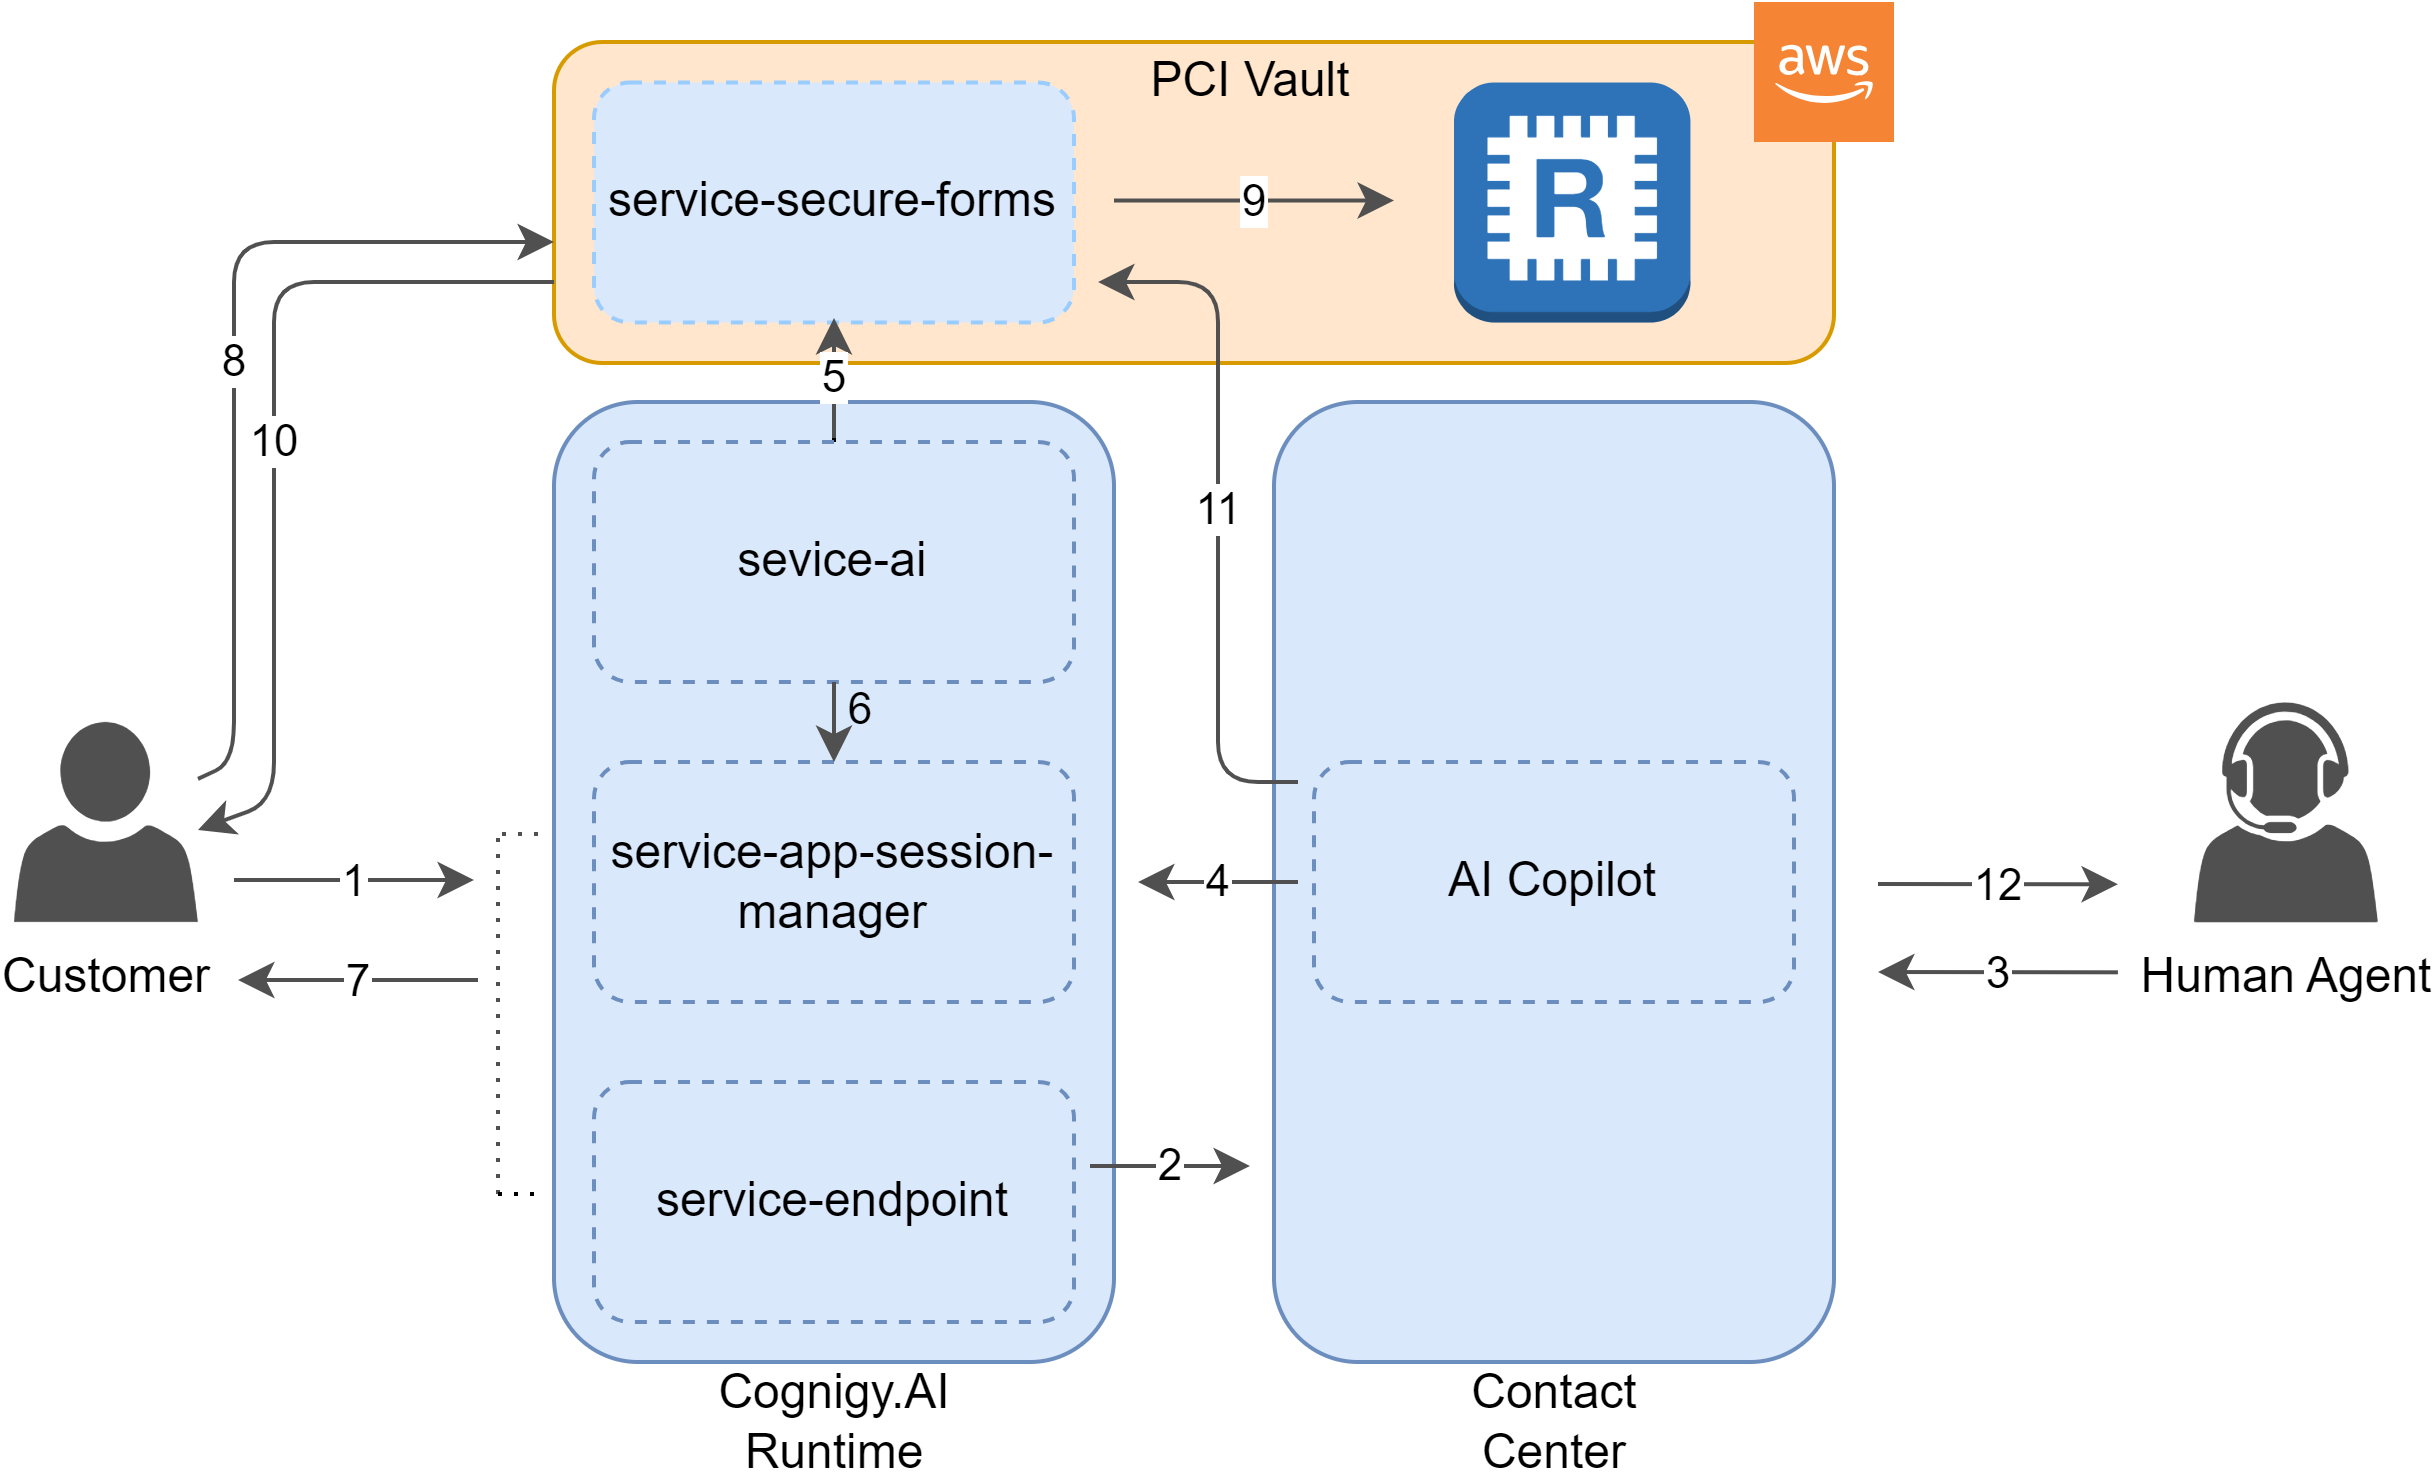 PCI Vault
aws
service-secure-forms
9
R
8
5
10
11
sevice-ai
6
service-app-session-
manager
1
4
AI Copilot
12
Customer
7
3
Human Agent
service-endpoint
2
Cognigy.AI
Runtime
Contact
Center